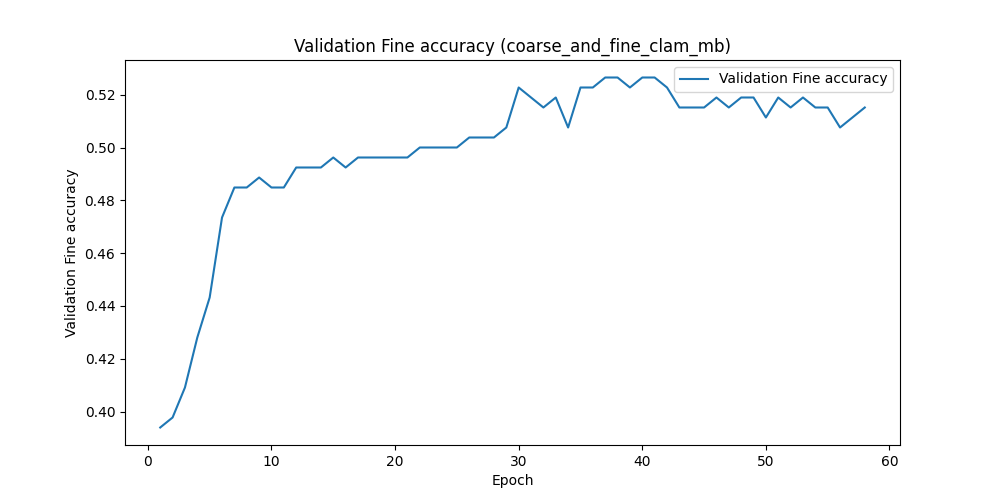 Validation Fine accuracy (coarse_and_fine_clam_mb)
Validation Fine accuracy
0.52
0.50
0.48
0.46
0.44
0.42
0.40
Validation Fine accuracy
0 10 20 30 40 50 60
Epoch